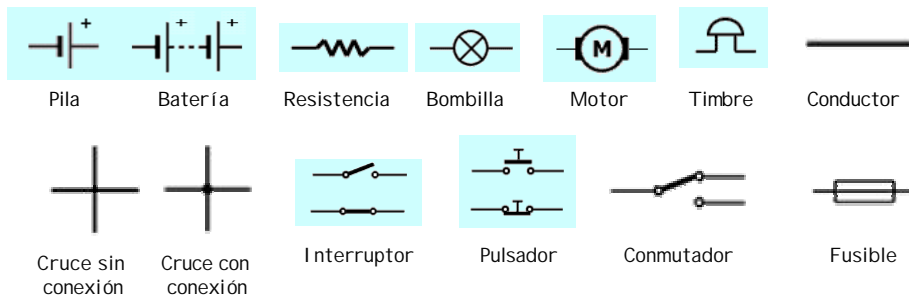 + + +
M
Pila Batería Resistencia Bombilla Motor Timbre Conductor
Cruce sin conexión
Cruce con conexión
Interruptor Pulsador Conmutador Fusible